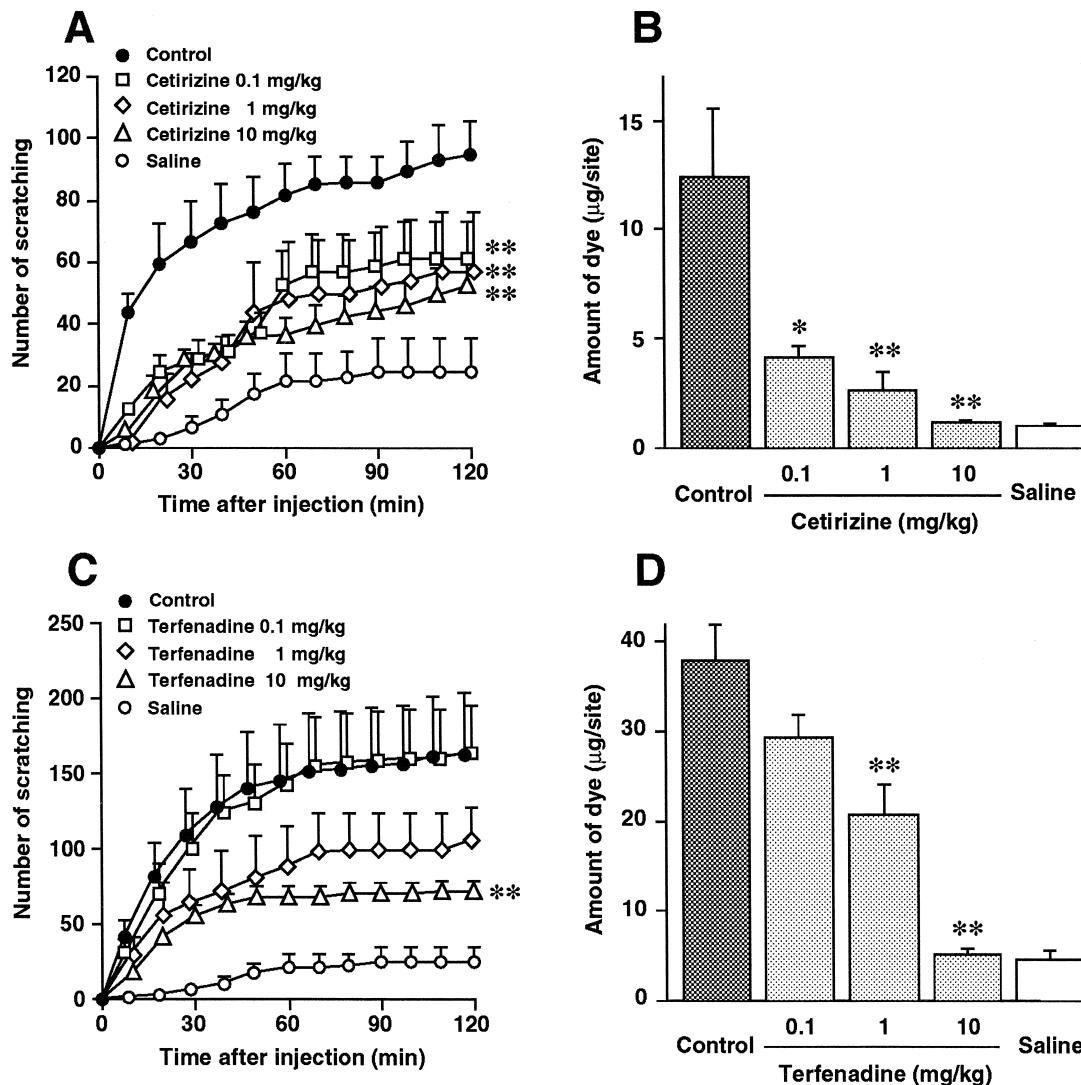 A
Control
Cetirizine 0.1 mg/kg
Cetirizine 1 mg/kg
Cetirizine 10 mg/kg
Saline
120
100
80
60
40
20
0
Number of scratching
**
**
**
0 30 60 90 120
Time after injection (min)
B
15
10
5
0
Amount of dye (µg/site)
* ** **
0.1 1 10
Control Saline
Cetirizine (mg/kg)
C
Control
Terfenadine 0.1 mg/kg
Terfenadine 1 mg/kg
Terfenadine 10 mg/kg
Saline
250
200
150
100
50
0
Number of scratching
**
0 30 60 90 120
Time after injection (min)
D
40
30
20
10
0
Amount of dye (µg/site)
** **
0.1 1 10
Control Saline
Terfenadine (mg/kg)